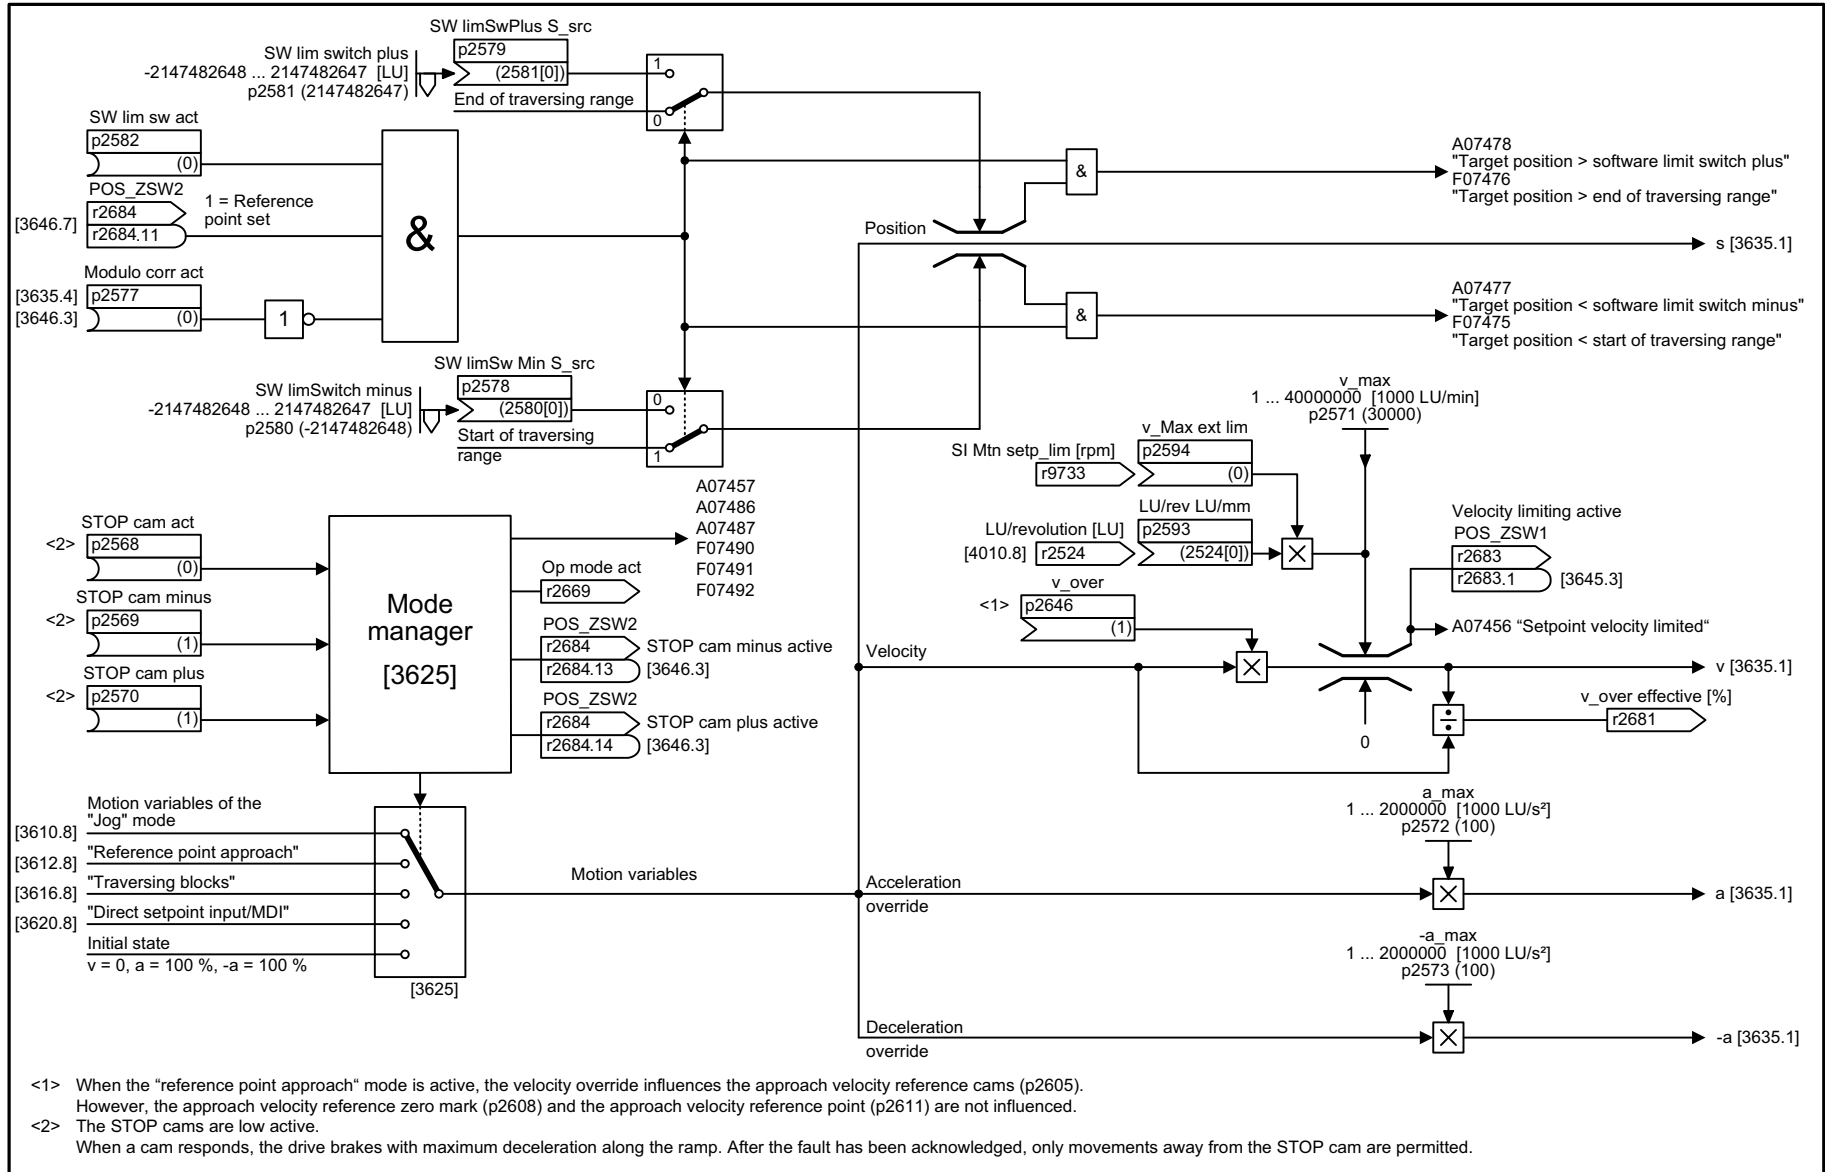 SW limSwPlus S_src
SW lim switch plus
p2579
-2147482648 ... 2147482647 [LU]
(2581[0])
p2581 (2147482647)
1
End of traversing range
0
SW lim sw act
p2582
(0)
POS_ZSW2
r2684
1 = Reference
point set
[3646.7]
r2684.11
&
Modulo corr act
[3635.4]
p2577
[3646.3]
(0)
1
&
A07478
"Target position > software limit switch plus"
F07476
"Target position > end of traversing range"
Position
s [3635.1]
&
A07477
"Target position < software limit switch minus"
F07475
"Target position < start of traversing range"
SW limSw Min S_src
SW limSwitch minus
p2578
-2147482648 ... 2147482647 [LU]
(2580[0])
p2580 (-2147482648)
0
Start of traversing
range
1
v_max
1 ... 40000000 [1000 LU/min]
p2571 (30000)
v_Max ext lim
SI Mtn setp_lim [rpm]
p2594
r9733
(0)
LU/rev LU/mm
LU/revolution [LU]
p2593
[4010.8]
r2524
(2524[0])
Velocity limiting active
POS_ZSW1
r2683
r2683.1
[3645.3]
v_over
<1>
p2646
(1)
A07456 “Setpoint velocity limited“
Velocity
v [3635.1]
v_over effective [%]
r2681
0
A07457
A07486
A07487
F07490
F07491
F07492
STOP cam act
<2>
p2568
(0)
STOP cam minus
<2>
p2569
(1)
STOP cam plus
<2>
p2570
(1)
Mode
manager
[3625]
Op mode act
r2669
POS_ZSW2
r2684
STOP cam minus active
r2684.13
[3646.3]
POS_ZSW2
r2684
STOP cam plus active
r2684.14
[3646.3]
Motion variables of the
"Jog" mode
[3610.8]
"Reference point approach"
[3612.8]
"Traversing blocks"
[3616.8]
"Direct setpoint input/MDI"
[3620.8]
Initial state
v = 0, a = 100 %, -a = 100 %
[3625]
Motion variables
a_max
1 ... 2000000 [1000 LU/s²]
p2572 (100)
Acceleration
override
a [3635.1]
-a_max
1 ... 2000000 [1000 LU/s²]
p2573 (100)
Deceleration
override
-a [3635.1]
<1> When the “reference point approach“ mode is active, the velocity override influences the approach velocity reference cams (p2605).
However, the approach velocity reference zero mark (p2608) and the approach velocity reference point (p2611) are not influenced.
<2> The STOP cams are low active.
When a cam responds, the drive brakes with maximum deceleration along the ramp. After the fault has been acknowledged, only movements away from the STOP cam are permitted.